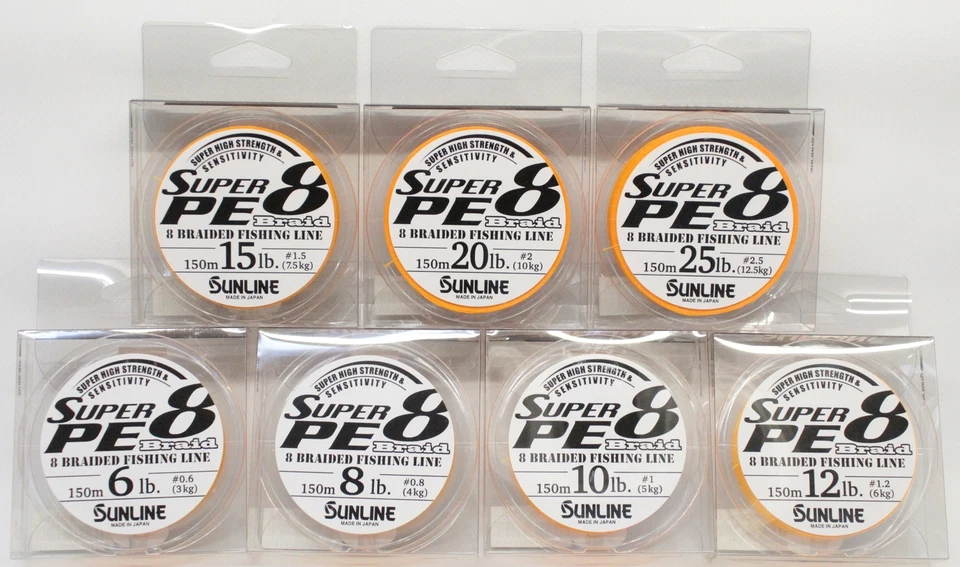 SUPER HIGH STRENGTH &
SENSITIVITY
SUPER 8
PE Braid
8 BRAIDED FISHING LINE
150m 15lb. #1.5 (7.5kg)
SUNLINE
MADE IN JAPAN
SUPER HIGH STRENGTH &
SENSITIVITY
SUPER 8
PE Braid
8 BRAIDED FISHING LINE
150m 20lb. #2 (10kg)
SUNLINE
MADE IN JAPAN
SUPER HIGH STRENGTH &
SENSITIVITY
SUPER 8
PE Braid
8 BRAIDED FISHING LINE
150m 25lb. #2.5 (12.5kg)
SUNLINE
MADE IN JAPAN
SUPER HIGH STRENGTH &
SENSITIVITY
SUPER 8
PE Braid
8 BRAIDED FISHING LINE
150m 6 lb. #0.6 (3kg)
SUNLINE
MADE IN JAPAN
SUPER HIGH STRENGTH &
SENSITIVITY
SUPER 8
PE Braid
8 BRAIDED FISHING LINE
150m 8 lb. #0.8 (4kg)
SUNLINE
MADE IN JAPAN
SUPER HIGH STRENGTH &
SENSITIVITY
SUPER 8
PE Braid
8 BRAIDED FISHING LINE
150m 10lb. #1 (5kg)
SUNLINE
MADE IN JAPAN
SUPER HIGH STRENGTH &
SENSITIVITY
SUPER 8
PE Braid
8 BRAIDED FISHING LINE
150m 12lb. #1.2 (6kg)
SUNLINE
MADE IN JAPAN